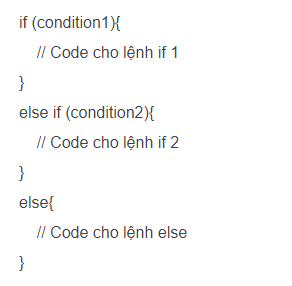 if (condition1){
// Code cho lệnh if 1
}
else if (condition2){
// Code cho lệnh if 2
}
else{
// Code cho lệnh else
}